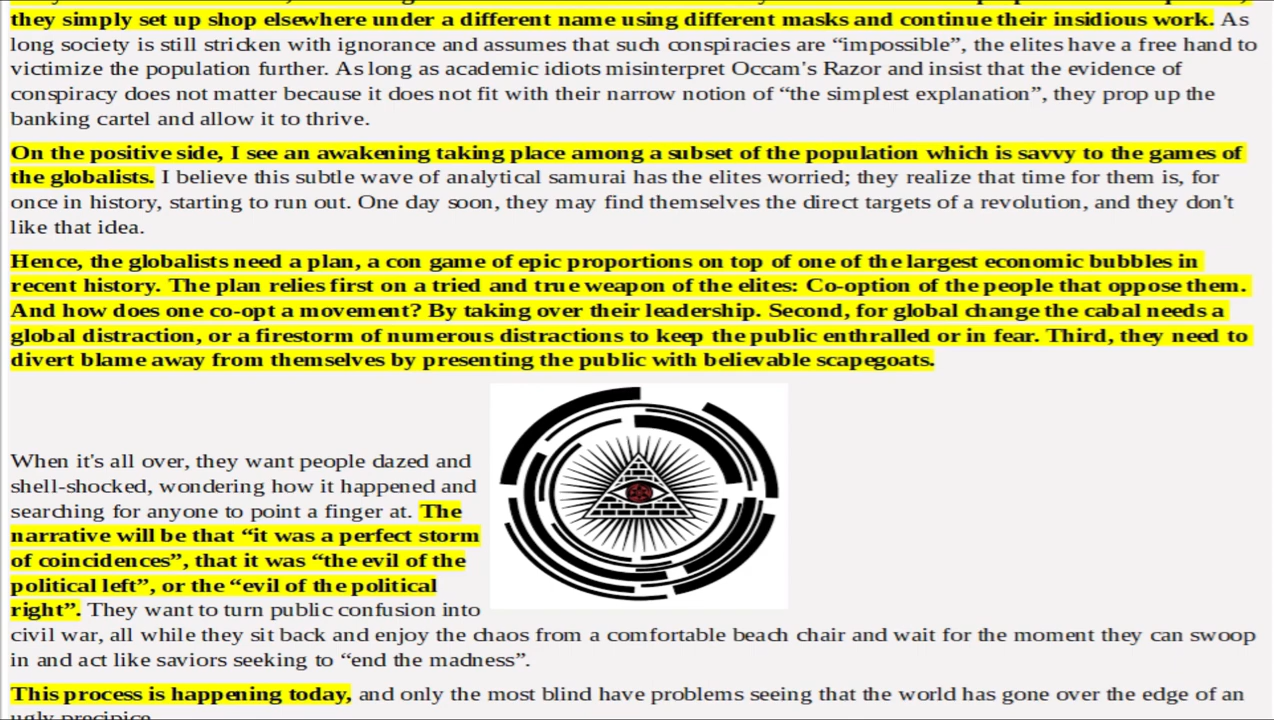 they simply set up shop elsewhere under a different name using different masks and continue their insidious work. As
long society is still stricken with ignorance and assumes that such conspiracies are “impossible”, the elites have a free hand to
victimize the population further. As long as academic idiots misinterpret Occam's Razor and insist that the evidence of
conspiracy does not matter because it does not fit with their narrow notion of “the simplest explanation”, they prop up the
banking cartel and allow it to thrive.
On the positive side, I see an awakening taking place among a subset of the population which is savvy to the games of
the globalists. I believe this subtle wave of analytical samurai has the elites worried; they realize that time for them is, for
once in history, starting to run out. One day soon, they may find themselves the direct targets of a revolution, and they don't
like that idea.
Hence, the globalists need a plan, a con game of epic proportions on top of one of the largest economic bubbles in
recent history. The plan relies first on a tried and true weapon of the elites: Co-option of the people that oppose them.
And how does one co-opt a movement? By taking over their leadership. Second, for global change the cabal needs a
global distraction, or a firestorm of numerous distractions to keep the public enthralled or in fear. Third, they need to
divert blame away from themselves by presenting the public with believable scapegoats.
When it's all over, they want people dazed and
shell-shocked, wondering how it happened and
searching for anyone to point a finger at. The
narrative will be that “it was a perfect storm
of coincidences”, that it was “the evil of the
political left”, or the “evil of the political
right”. They want to turn public confusion into
civil war, all while they sit back and enjoy the chaos from a comfortable beach chair and wait for the moment they can swoop
in and act like saviors seeking to “end the madness”.
This process is happening today, and only the most blind have problems seeing that the world has gone over the edge of an
ugly precipice.